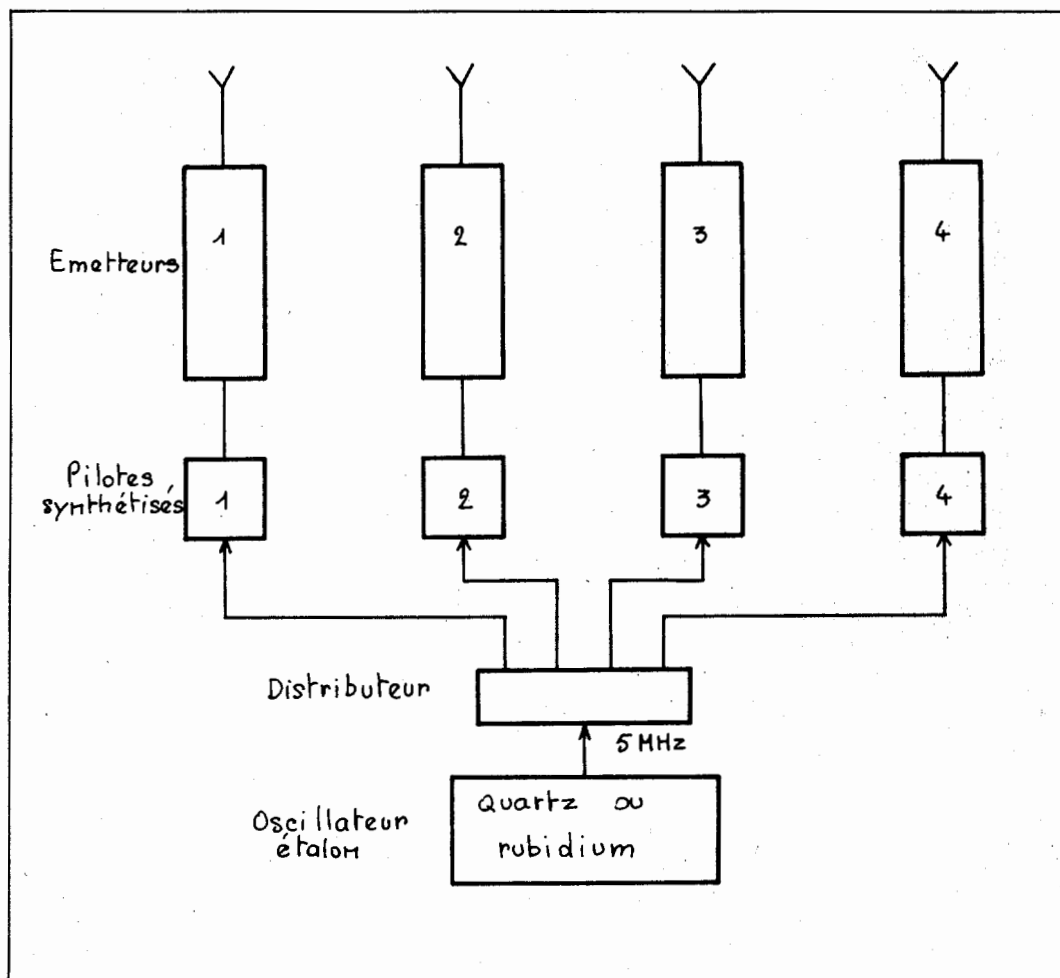 1 2 3 4
Emetteurs
Pilotes
synthétisés
1 2 3 4
Distributeur
5 MHz
Quartz ou
rubidium
Oscillateur
étalon